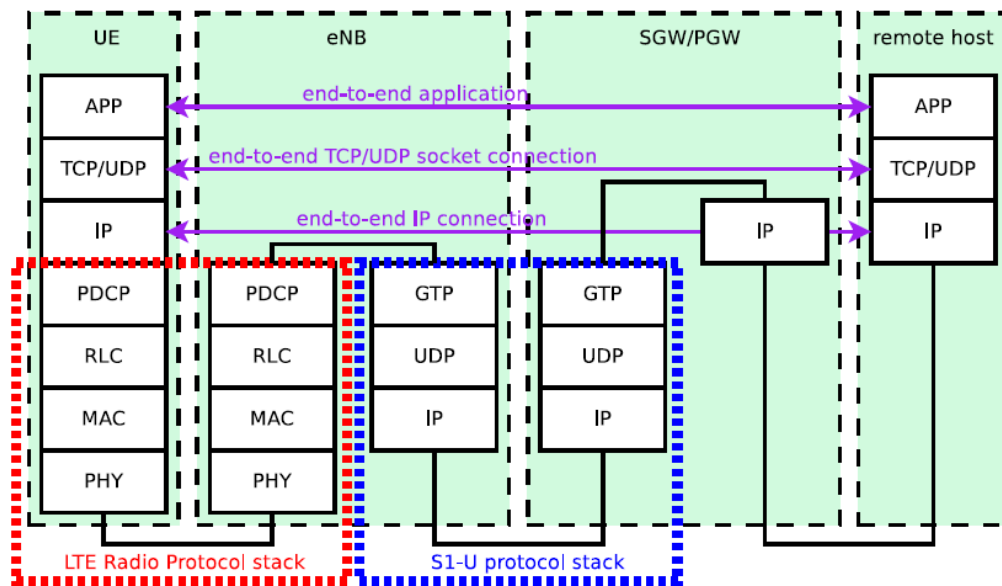 UE
eNB
SGW/PGW
remote host
APP
end-to-end application
APP
TCP/UDP
end-to-end TCP/UDP socket connection
TCP/UDP
IP
end-to-end IP connection
IP
IP
PDCP
PDCP
GTP
GTP
RLC
RLC
UDP
UDP
MAC
MAC
IP
IP
PHY
PHY
LTE Radio Protocol stack
S1-U protocol stack